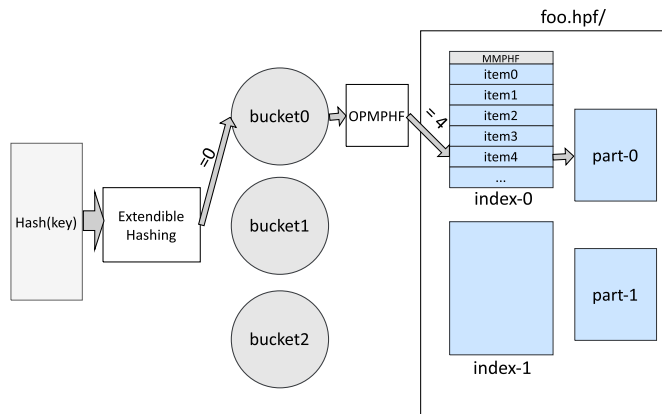 foo.hpf/
MMPHF
item0
item1
item2
item3
item4
...
index-0
part-0
index-1
part-1
Hash(key)
Extendible
Hashing
=0
bucket0
bucket1
bucket2
OPMPHF
= 4